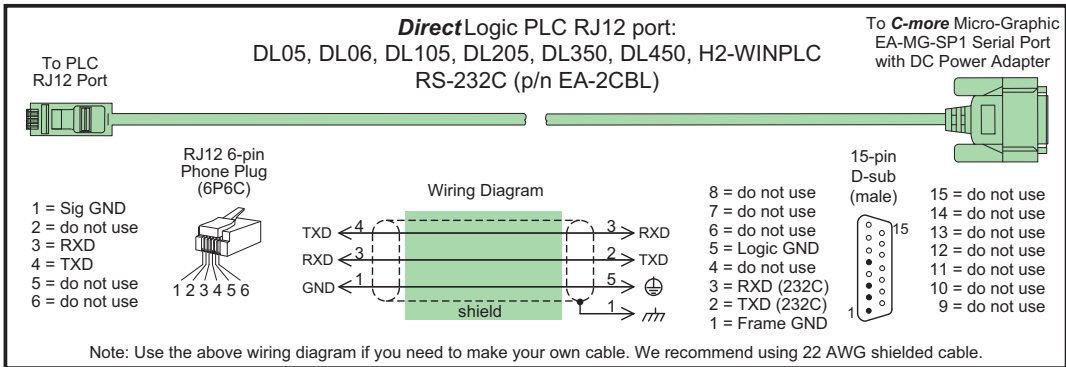 DirectLogic PLC RJ12 port:
DL05, DL06, DL105, DL205, DL350, DL450, H2-WINPLC
RS-232C (p/n EA-2CBL)
To PLC
RJ12 Port
To C-more Micro-Graphic
EA-MG-SP1 Serial Port
with DC Power Adapter
RJ12 6-pin
Phone Plug
(6P6C)
1 = Sig GND
2 = do not use
3 = RXD
4 = TXD
5 = do not use
6 = do not use
1 2 3 4 5 6
Wiring Diagram
TXD 4 3 RXD
RXD 3 2 TXD
GND 1 5
shield 1
8 = do not use
7 = do not use
6 = do not use
5 = Logic GND
4 = do not use
3 = RXD (232C)
2 = TXD (232C)
1 = Frame GND
15-pin
D-sub
(male)
15
1
15 = do not use
14 = do not use
13 = do not use
12 = do not use
11 = do not use
10 = do not use
9 = do not use
Note: Use the above wiring diagram if you need to make your own cable. We recommend using 22 AWG shielded cable.